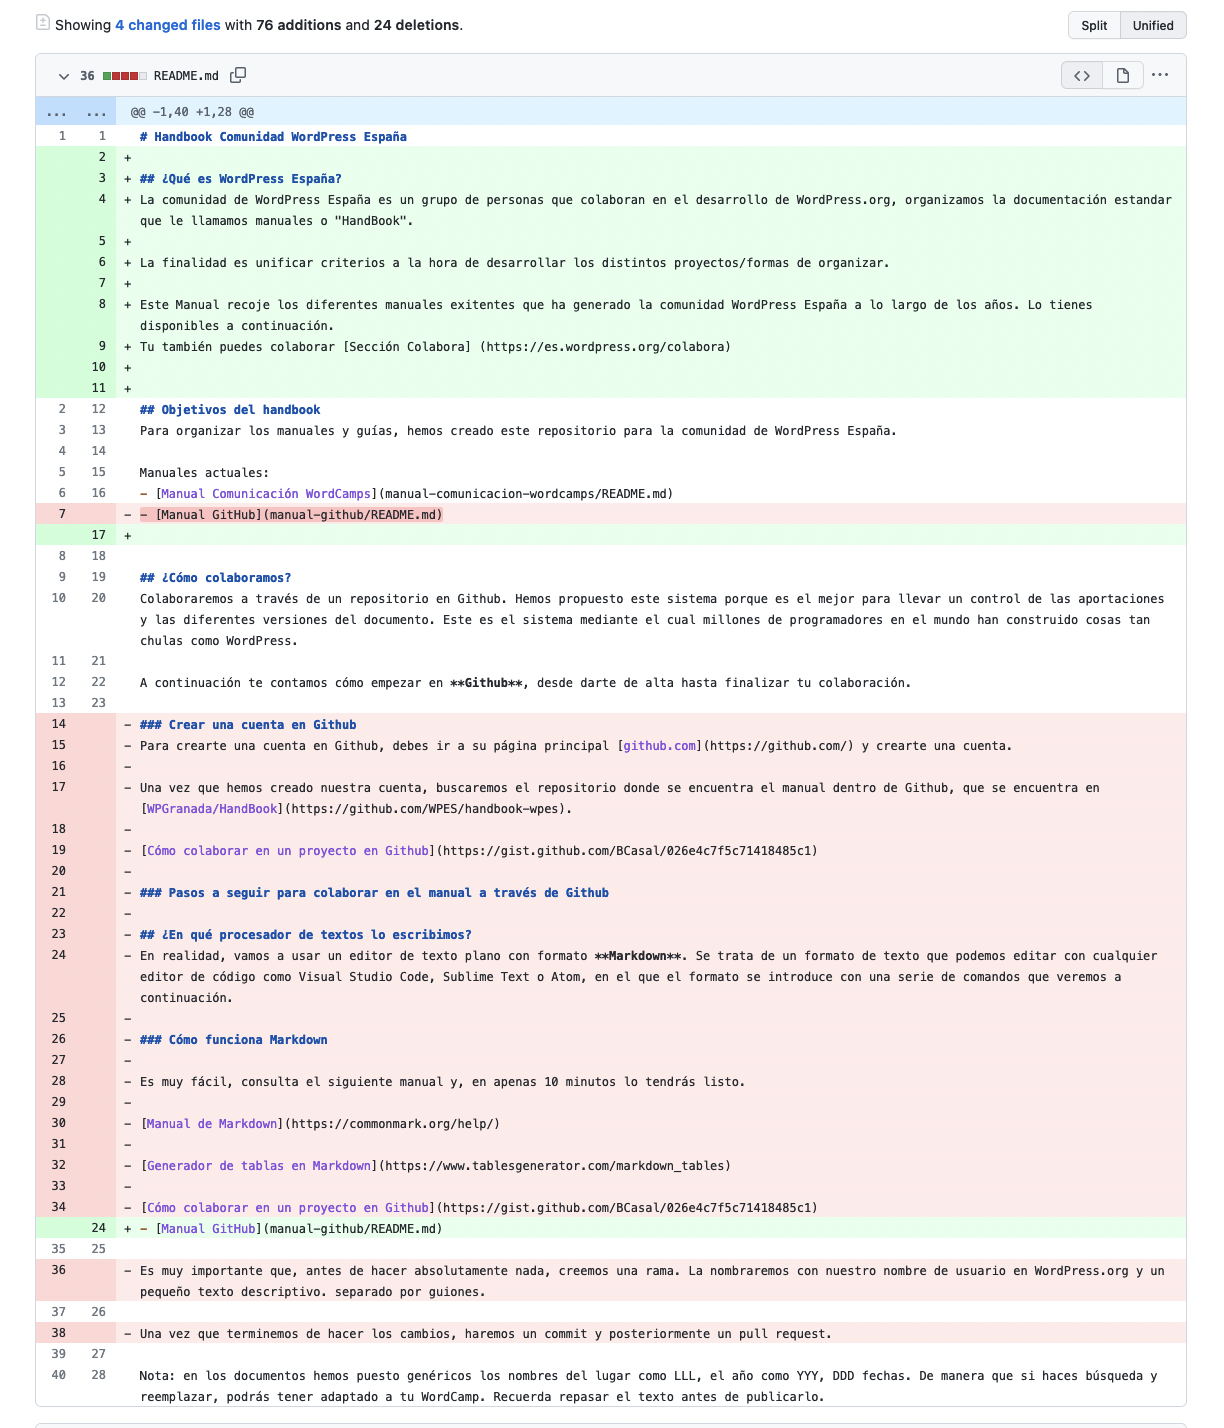 Showing 4 changed files with 76 additions and 24 deletions.
Split Unified
36 README.md
... ... @@ -1,40 +1,28 @@
1 1 # Handbook Comunidad WordPress España
2 +
3 + ## ¿Qué es WordPress España?
4 + La comunidad de WordPress España es un grupo de personas que colaboran en el desarrollo de WordPress.org, organizamos la documentación estandar
que le llamamos manuales o "HandBook".
5 +
6 + La finalidad es unificar criterios a la hora de desarrollar los distintos proyectos/formas de organizar.
7 +
8 + Este Manual recoje los diferentes manuales exitentes que ha generado la comunidad WordPress España a lo largo de los años. Lo tienes
disponibles a continuación.
9 + Tu también puedes colaborar [Sección Colabora] (https://es.wordpress.org/colabora)
10 +
11 +
2 12 ## Objetivos del handbook
3 13 Para organizar los manuales y guías, hemos creado este repositorio para la comunidad de WordPress España.
4 14
5 15 Manuales actuales:
6 16 - [Manual Comunicación WordCamps](manual-comunicacion-wordcamps/README.md)
7 - - [Manual GitHub](manual-github/README.md)
17 +
8 18
9 19 ## ¿Cómo colaboramos?
10 20 Colaboraremos a través de un repositorio en Github. Hemos propuesto este sistema porque es el mejor para llevar un control de las aportaciones
y las diferentes versiones del documento. Este es el sistema mediante el cual millones de programadores en el mundo han construido cosas tan
chulas como WordPress.
11 21
12 22 A continuación te contamos cómo empezar en **Github**, desde darte de alta hasta finalizar tu colaboración.
13 23
14 - ### Crear una cuenta en Github
15 - Para crearte una cuenta en Github, debes ir a su página principal [github.com](https://github.com/) y crearte una cuenta.
16 -
17 - Una vez que hemos creado nuestra cuenta, buscaremos el repositorio donde se encuentra el manual dentro de Github, que se encuentra en
[WPGranada/HandBook](https://github.com/WPES/handbook-wpes).
18 -
19 - [Cómo colaborar en un proyecto en Github](https://gist.github.com/BCasal/026e4c7f5c71418485c1)
20 -
21 - ### Pasos a seguir para colaborar en el manual a través de Github
22 -
23 - ## ¿En qué procesador de textos lo escribimos?
24 - En realidad, vamos a usar un editor de texto plano con formato **Markdown**. Se trata de un formato de texto que podemos editar con cualquier
editor de código como Visual Studio Code, Sublime Text o Atom, en el que el formato se introduce con una serie de comandos que veremos a
continuación.
25 -
26 - ### Cómo funciona Markdown
27 -
28 - Es muy fácil, consulta el siguiente manual y, en apenas 10 minutos lo tendrás listo.
29 -
30 - [Manual de Markdown](https://commonmark.org/help/)
31 -
32 - [Generador de tablas en Markdown](https://www.tablesgenerator.com/markdown_tables)
33 -
34 - [Cómo colaborar en un proyecto en Github](https://gist.github.com/BCasal/026e4c7f5c71418485c1)
24 + - [Manual GitHub](manual-github/README.md)
35 25
36 - Es muy importante que, antes de hacer absolutamente nada, creemos una rama. La nombraremos con nuestro nombre de usuario en WordPress.org y un
pequeño texto descriptivo. separado por guiones.
37 26
38 - Una vez que terminemos de hacer los cambios, haremos un commit y posteriormente un pull request.
39 27
40 28 Nota: en los documentos hemos puesto genéricos los nombres del lugar como LLL, el año como YYY, DDD fechas. De manera que si haces búsqueda y
reemplazar, podrás tener adaptado a tu WordCamp. Recuerda repasar el texto antes de publicarlo.